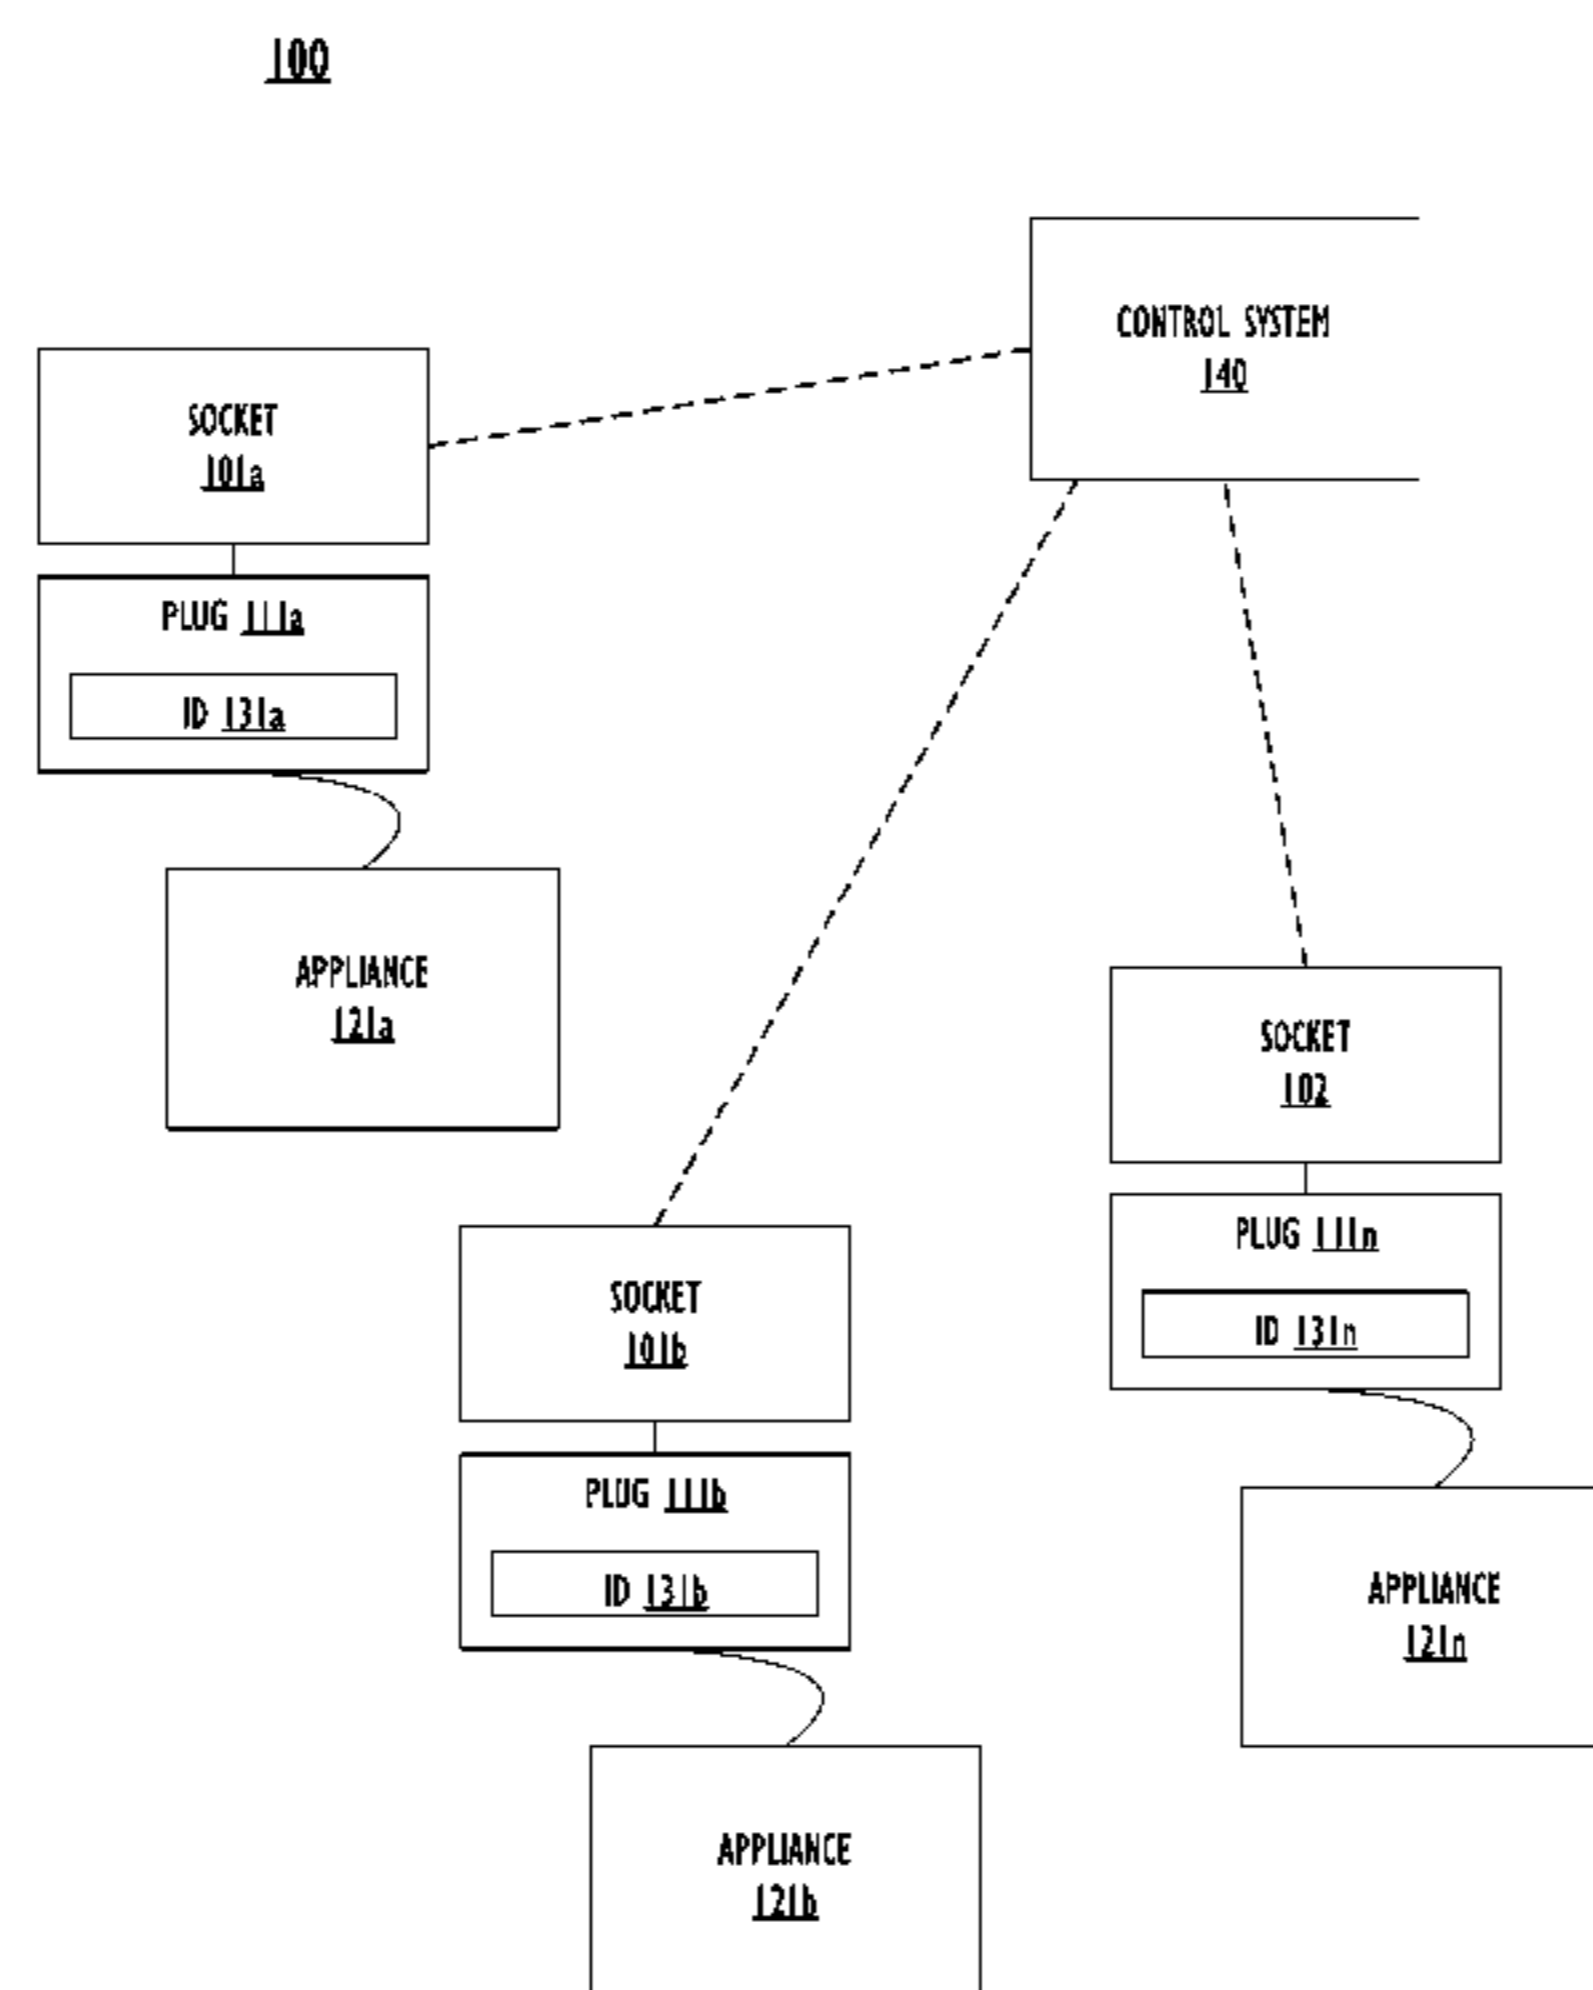 100
CONTROL SYSTEM
140
SOCKET
101a
PLUG 111a
ID 131a
APPLIANCE
121a
SOCKET
102
PLUG 111n
ID 131n
APPLIANCE
121n
SOCKET
101b
PLUG 111b
ID 131b
APPLIANCE
121b